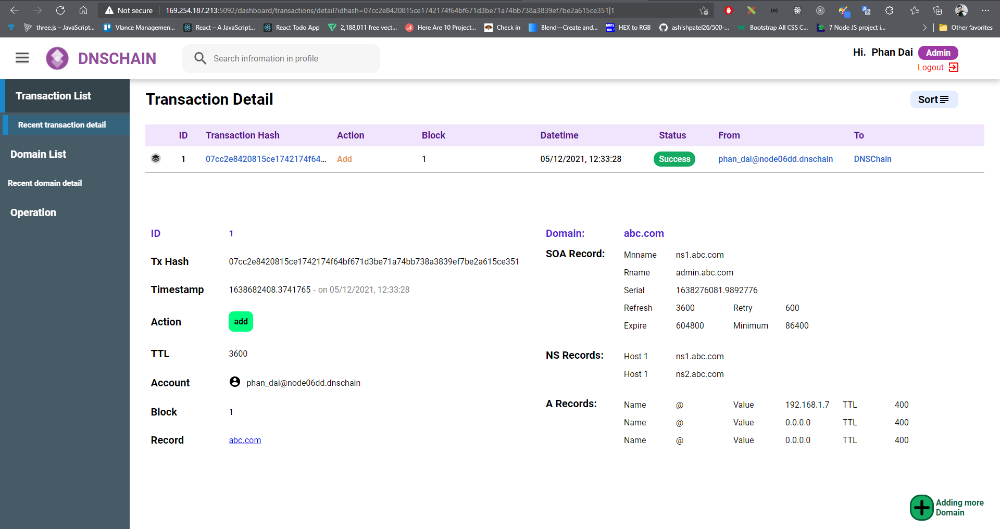 Not secure | 169.254.187.213:5092/dashboard/transactions/detail?idhash=07cc2e8420815ce1742174f64bf671d3be71a74bb738a3839ef7be2a615ce351|1
three.js – JavaScript... Vlance Managemen... React – A JavaScript... React Todo App 2,188,011 free vect... Here Are 10 Project... Check in Blend—Create and... HEX to RGB ashishpatel26/500-... Bootstrap All CSS C... 7 Node JS project i... Other favorites
DNSCHAIN
Search infromation in profile
Hi. Phan Dai Admin
Logout
Transaction List
Recent transaction detail
Domain List
Recent domain detail
Operation
Transaction Detail
Sort
ID Transaction Hash Action Block Datetime Status From To
1 07cc2e8420815ce1742174f64... Add 1 05/12/2021, 12:33:28 Success phan_dai@node06dd.dnschain DNSChain
ID 1
Tx Hash 07cc2e8420815ce1742174f64bf671d3be71a74bb738a3839ef7be2a615ce351
Timestamp 1638682408.3741765 - on 05/12/2021, 12:33:28
Action add
TTL 3600
Account phan_dai@node06dd.dnschain
Block 1
Record abc.com
Domain: abc.com
SOA Record: Mnname ns1.abc.com
Rname admin.abc.com
Serial 1638276081.9892776
Refresh 3600 Retry 600
Expire 604800 Minimum 86400
NS Records: Host 1 ns1.abc.com
Host 1 ns2.abc.com
A Records: Name @ Value 192.168.1.7 TTL 400
Name @ Value 0.0.0.0 TTL 400
Name @ Value 0.0.0.0 TTL 400
Adding more
Domain